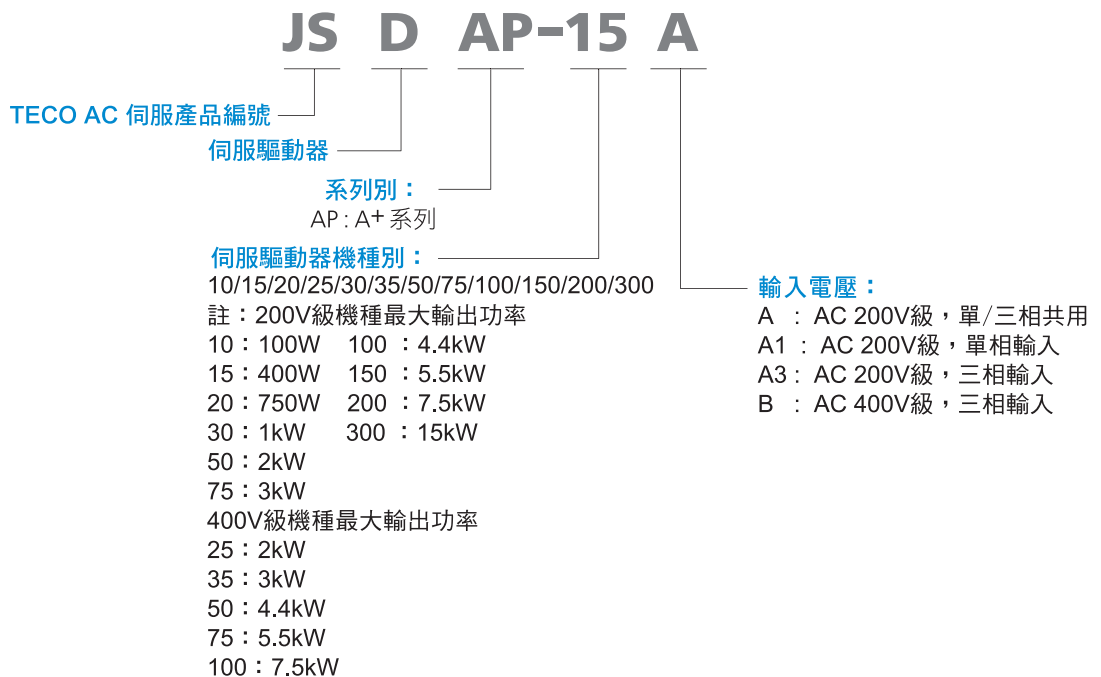 JS D AP-15 A
TECO AC 伺服產品編號
伺服驅動器
系列別：
AP : A+ 系列
伺服驅動器機種別：
10/15/20/25/30/35/50/75/100/150/200/300
註：200V級機種最大輸出功率
10：100W 100 ：4.4kW
15：400W 150 ：5.5kW
20：750W 200 ：7.5kW
30：1kW 300 ：15kW
50：2kW
75：3kW
400V級機種最大輸出功率
25：2kW
35：3kW
50：4.4kW
75：5.5kW
100：7.5kW
輸入電壓：
A : AC 200V級，單/三相共用
A1 : AC 200V級，單相輸入
A3 : AC 200V級，三相輸入
B : AC 400V級，三相輸入